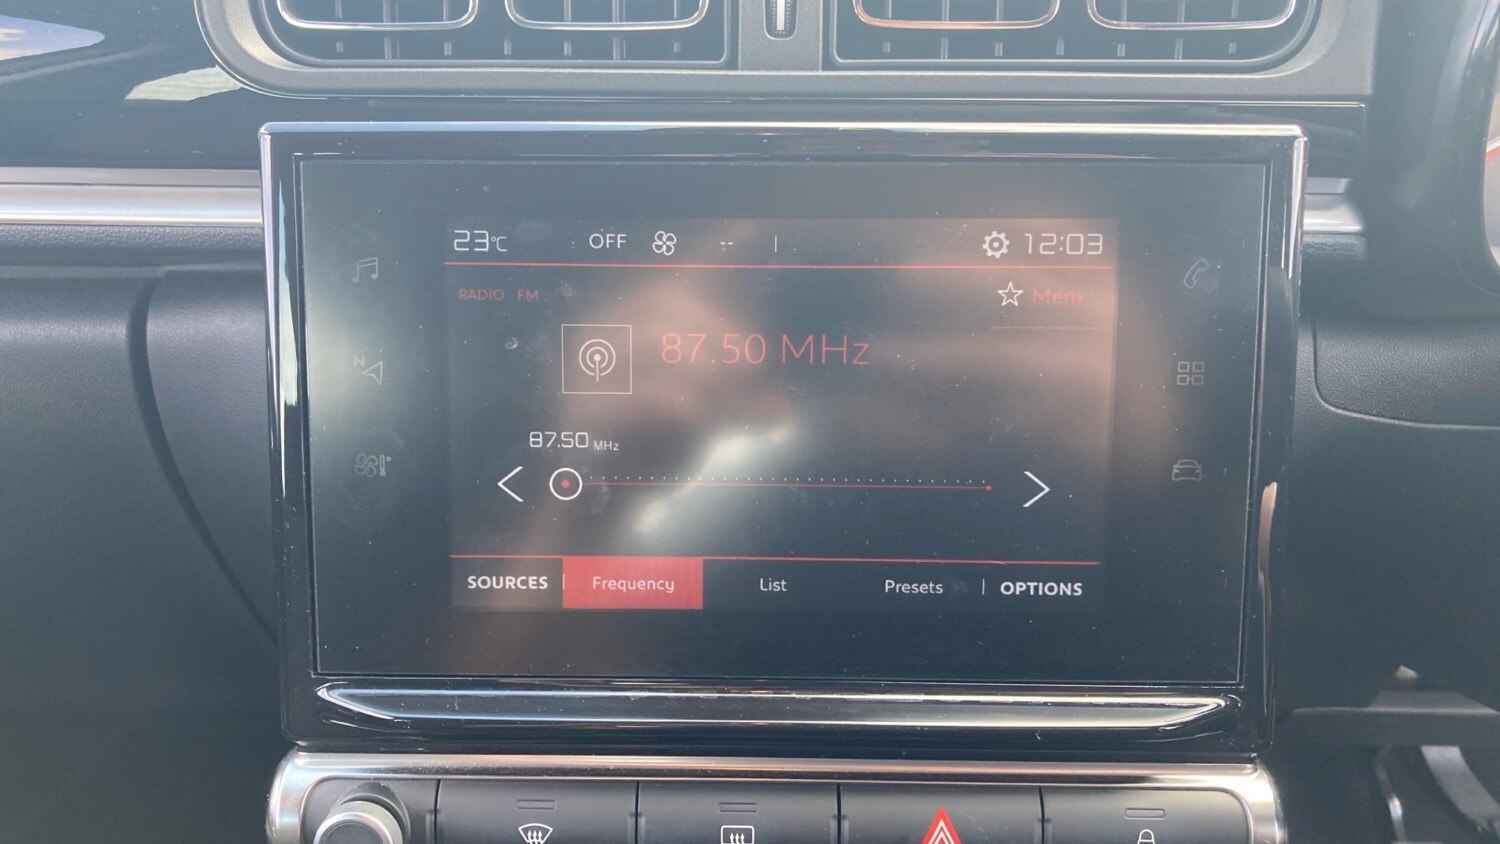 23°C OFF -- 12:03
RADIO FM Mem
87.50 MHz
N
87.50 MHz
SOURCES Frequency List Presets OPTIONS